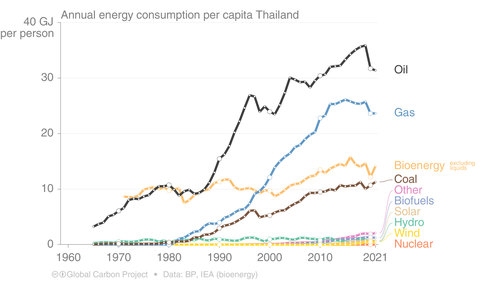 Annual energy consumption per capita Thailand
40 GJ
per person
30
20
10
0
Oil
Gas
Bioenergy excluding
liquids
Coal
Other
Biofuels
Solar
Hydro
Wind
Nuclear
1960 1970 1980 1990 2000 2010 2021
Global Carbon Project • Data: BP, IEA (bioenergy)